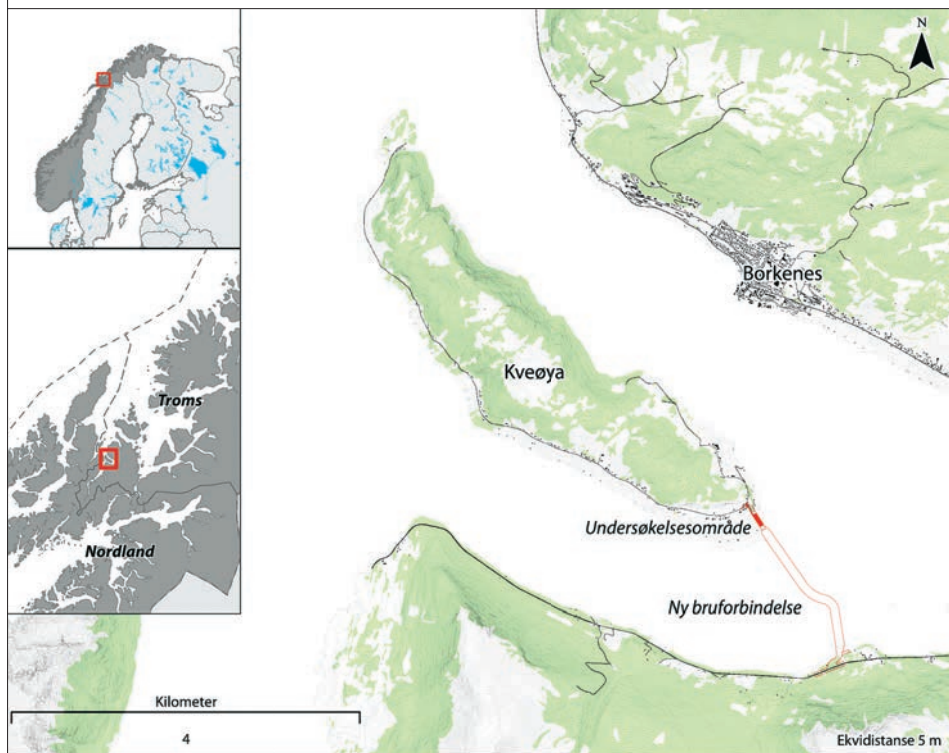 N
Borkenes
Kveøya
Troms
Undersøkelsesområde
Nordland
Ny bruforbindelse
Kilometer
4
Ekvidistanse 5 m